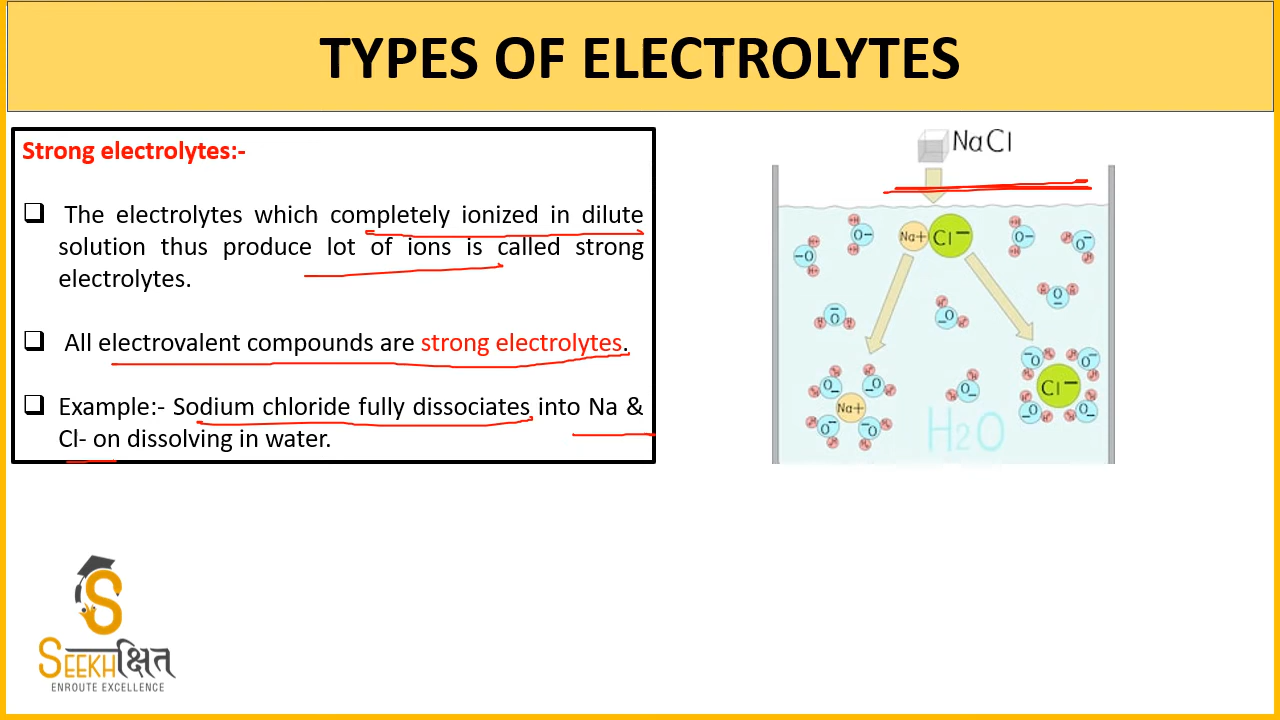 TYPES OF ELECTROLYTES
Strong electrolytes:-
The electrolytes which completely ionized in dilute
solution thus produce lot of ions is called strong
electrolytes.
All electrovalent compounds are strong electrolytes.
Example:- Sodium chloride fully dissociates into Na &
Cl- on dissolving in water.
NaCl
Na+ Cl−
Na+
Cl−
H2O
SEEKHक्षित
ENROUTE EXCELLENCE